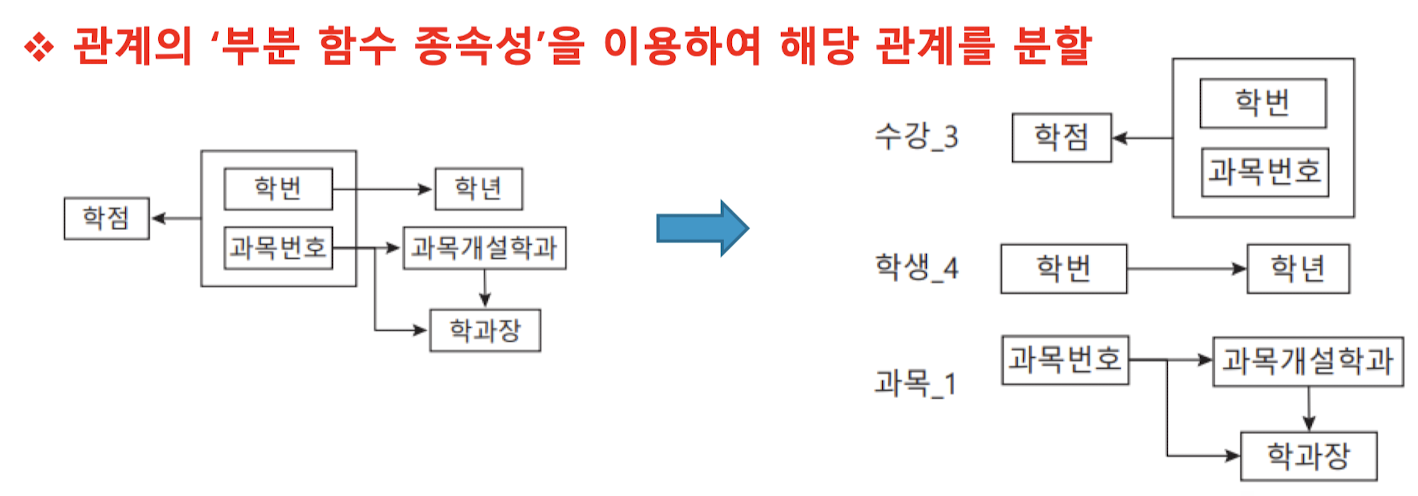 ❖ 관계의 ‘부분 함수 종속성’을 이용하여 해당 관계를 분할
학점
학번
학년
과목번호
과목개설학과
학과장
수강_3
학점
학번
과목번호
학생_4
학번
학년
과목_1
과목번호
과목개설학과
학과장